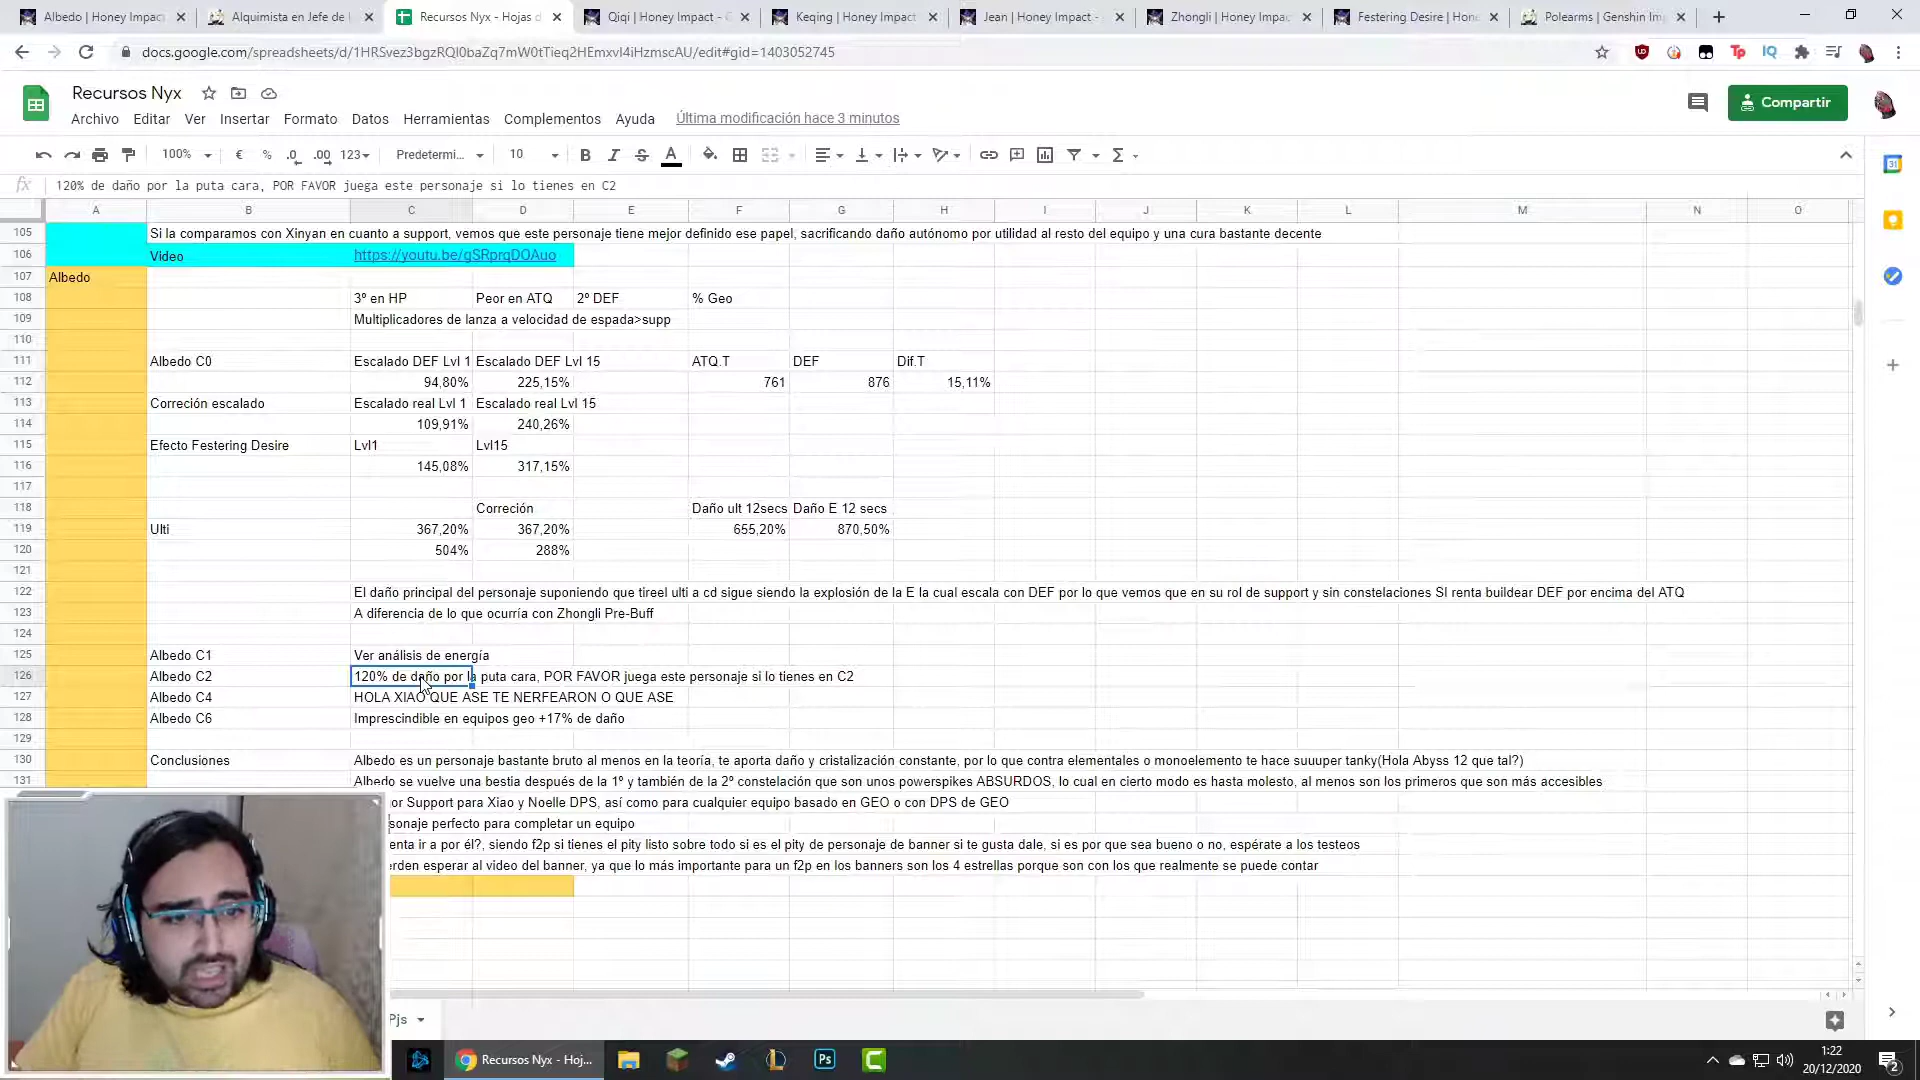 Albedo | Honey Impact
Alquimista en Jefe de
Recursos Nyx - Hojas d
Qiqi | Honey Impact - G
Keqing | Honey Impact
Jean | Honey Impact -
Zhongli | Honey Impac
Festering Desire | Hone
Polearms | Genshin Im
docs.google.com/spreadsheets/d/1HRSvez3bgzRQl0baZq7mW0tTieq2HEmxvl4iHzmscAU/edit#gid=1403052745
Recursos Nyx
Archivo Editar Ver Insertar Formato Datos Herramientas Complementos Ayuda Última modificación hace 3 minutos
Compartir
100% € % .0 .00 123 Predetermi... 10 B I S A Σ
fx 120% de daño por la puta cara, POR FAVOR juega este personaje si lo tienes en C2
A B C D E F G H I J K L M N O
105 Si la comparamos con Xinyan en cuanto a support, vemos que este personaje tiene mejor definido ese papel, sacrificando daño autónomo por utilidad al resto del equipo y una cura bastante decente
106 Video https://youtu.be/gSRprqDOAuo
107 Albedo
108 3º en HP Peor en ATQ 2º DEF % Geo
109 Multiplicadores de lanza a velocidad de espada>supp
110
111 Albedo C0 Escalado DEF Lvl 1 Escalado DEF Lvl 15 ATQ.T DEF Dif.T
112 94,80% 225,15% 761 876 15,11%
113 Correción escalado Escalado real Lvl 1 Escalado real Lvl 15
114 109,91% 240,26%
115 Efecto Festering Desire Lvl1 Lvl15
116 145,08% 317,15%
117
118 Correción Daño ult 12secs Daño E 12 secs
119 Ulti 367,20% 367,20% 655,20% 870,50%
120 504% 288%
121
122 El daño principal del personaje suponiendo que tireel ulti a cd sigue siendo la explosión de la E la cual escala con DEF por lo que vemos que en su rol de support y sin constelaciones SI renta buildear DEF por encima del ATQ
123 A diferencia de lo que ocurría con Zhongli Pre-Buff
124
125 Albedo C1 Ver análisis de energía
126 Albedo C2 120% de daño por la puta cara, POR FAVOR juega este personaje si lo tienes en C2
127 Albedo C4 HOLA XIAO QUE ASE TE NERFEARON O QUE ASE
128 Albedo C6 Imprescindible en equipos geo +17% de daño
129
130 Conclusiones Albedo es un personaje bastante bruto al menos en la teoría, te aporta daño y cristalización constante, por lo que contra elementales o monoelemento te hace suuuper tanky(Hola Abyss 12 que tal?)
131 Albedo se vuelve una bestia después de la 1º y también de la 2º constelación que son unos powerspikes ABSURDOS, lo cual en cierto modo es hasta molesto, al menos son los primeros que son más accesibles
or Support para Xiao y Noelle DPS, así como para cualquier equipo basado en GEO o con DPS de GEO
sonaje perfecto para completar un equipo
enta ir a por él?, siendo f2p si tienes el pity listo sobre todo si es el pity de personaje de banner si te gusta dale, si es por que sea bueno o no, espérate a los testeos
erden esperar al video del banner, ya que lo más importante para un f2p en los banners son los 4 estrellas porque son con los que realmente se puede contar
Pjs
Recursos Nyx - Hoj...
Ps
1:22
20/12/2020
2